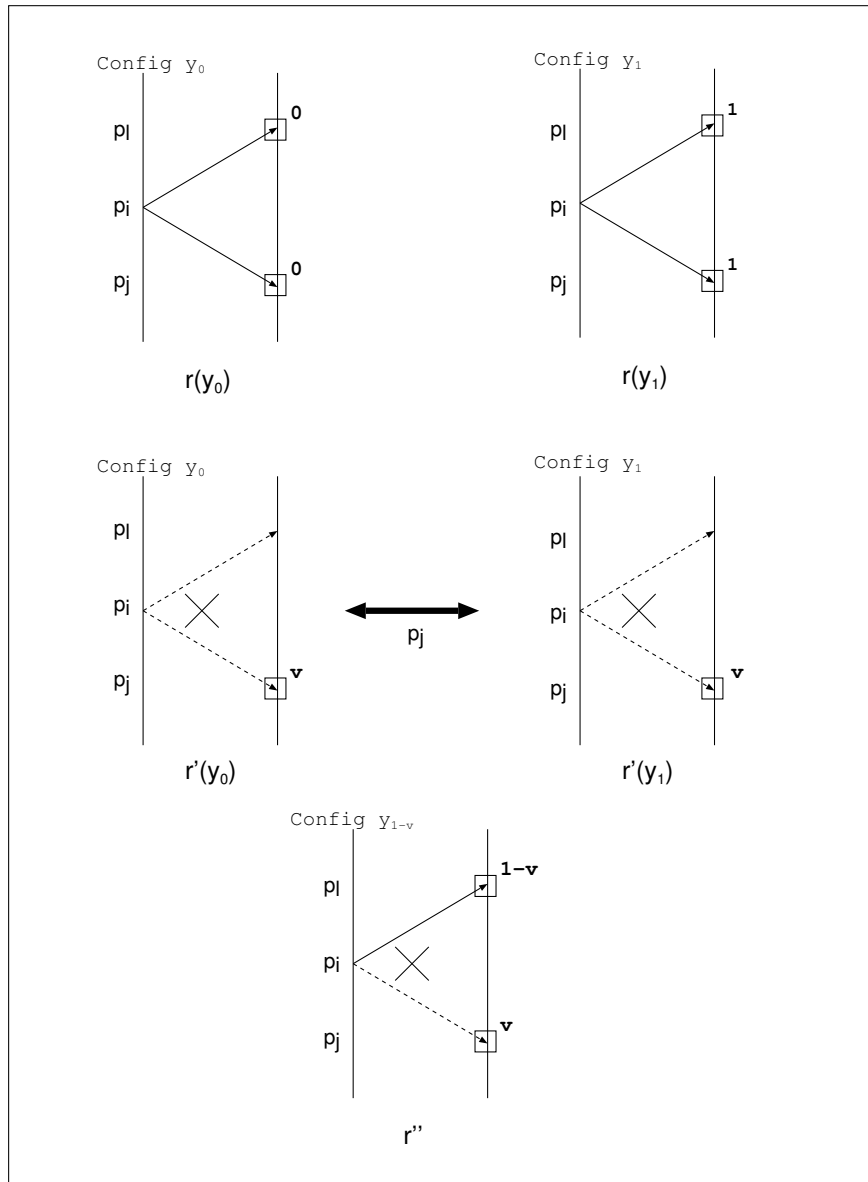 Config y₀
Config y₁
0
1
pl
pl
pi
pi
0
1
pj
pj
r(y₀)
r(y₁)
Config y₀
Config y₁
pl
pl
pi
pi
pj
pj
v
pj
v
r'(y₀)
r'(y₁)
Config y₁₋ᵥ
1-v
pl
pi
v
pj
r''